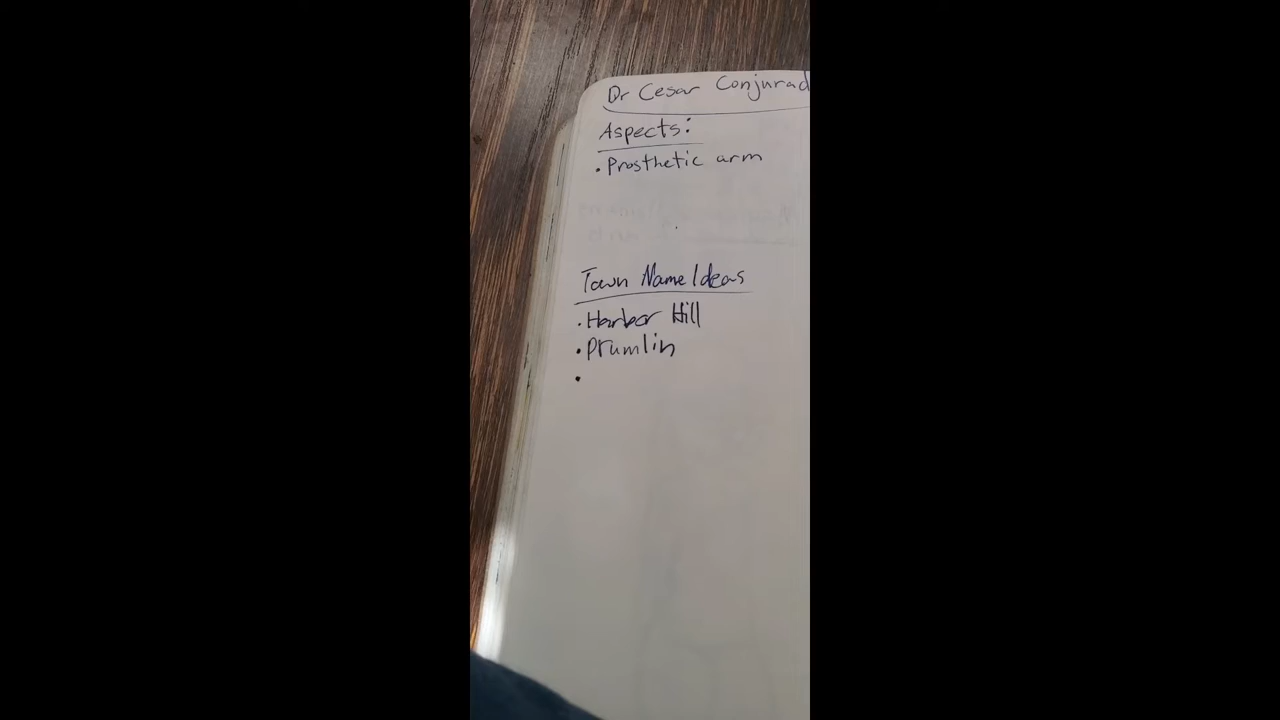 Dr Cesar Conjurad
Aspects:
• Prosthetic arm
Town Name Ideas
• Harbor Hill
• Prumlin
•